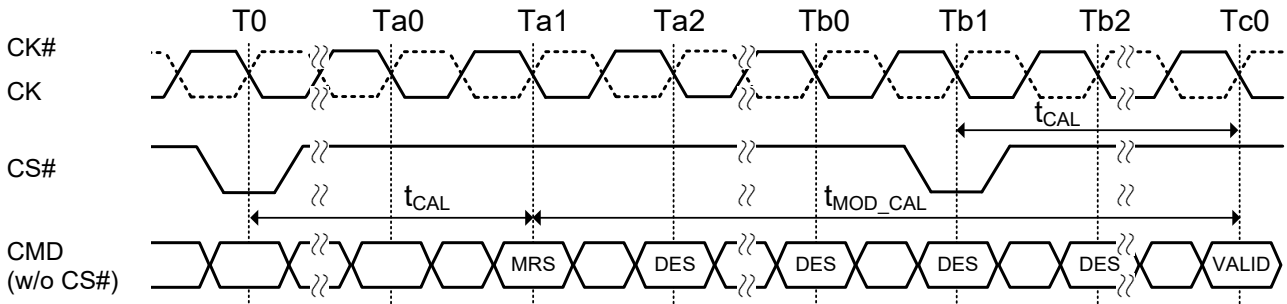 T0 Ta0 Ta1 Ta2 Tb0 Tb1 Tb2 Tc0
CK#
CK
tCAL
CS#
tCAL tMOD_CAL
CMD MRS DES DES DES DES VALID
(w/o CS#)